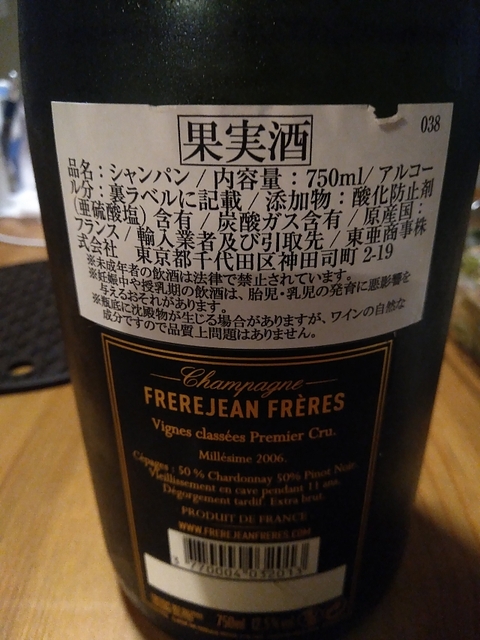 果実酒
038
品名：シャンパン / 内容量：750ml / アルコー
ル分：裏ラベルに記載 / 添加物：酸化防止剤
(亜硫酸塩) 含有 / 炭酸ガス含有 / 原産国：
フランス / 輸入業者及び引取先 / 東亜商事株
式会社　東京都千代田区神田司町 2-19
※未成年者の飲酒は法律で禁止されています。
※妊娠中や授乳期の飲酒は、胎児・乳児の発育に悪影響を
与えるおそれがあります。
※瓶底に沈殿物が生じる場合がありますが、ワインの自然な
成分ですので品質上問題はありません。
Champagne
FREREJEAN FRÈRES
Vignes classées Premier Cru.
Millésime 2006.
Cépages : 50 % Chardonnay 50% Pinot Noir.
Vieillissement en cave pendant 11 ans.
Dégorgement tardif. Extra brut.
PRODUIT DE FRANCE
WWW.FREREJEANFRERES.COM
3 770004 032013
750ml 12.5%